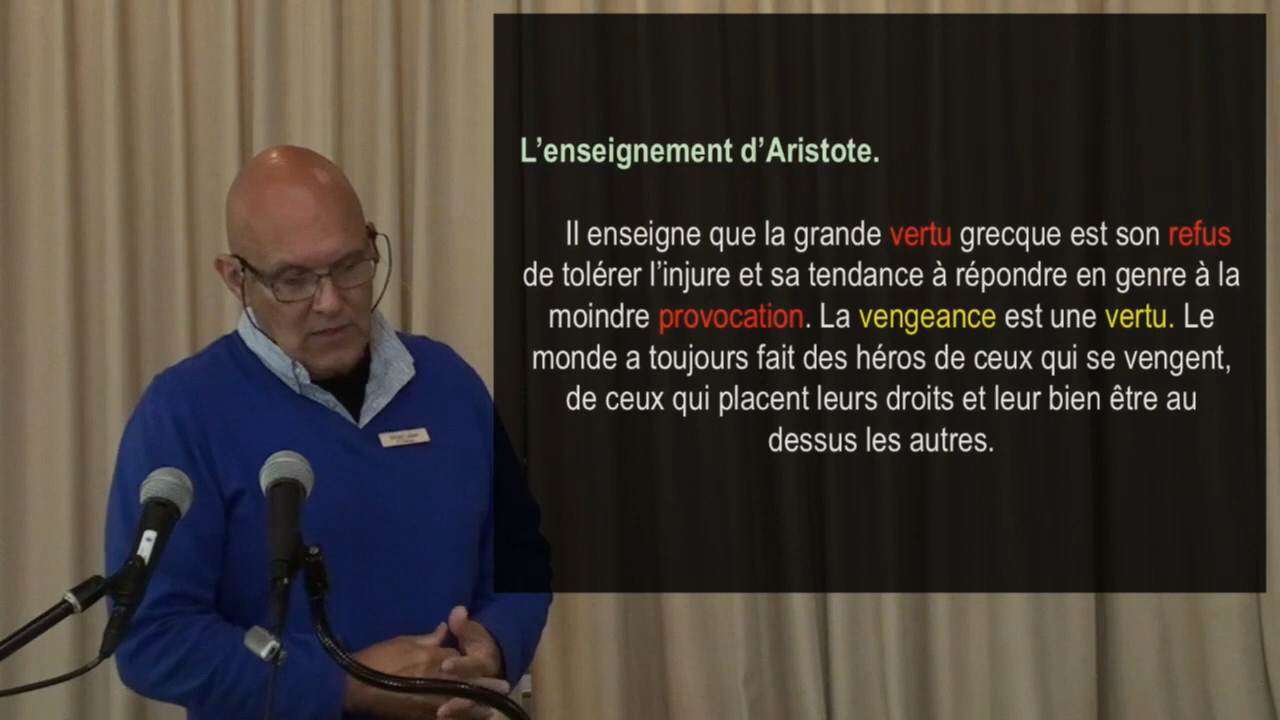 L’enseignement d’Aristote.
Il enseigne que la grande vertu grecque est son refus
de tolérer l’injure et sa tendance à répondre en genre à la
moindre provocation. La vengeance est une vertu. Le
monde a toujours fait des héros de ceux qui se vengent,
de ceux qui placent leurs droits et leur bien être au
dessus les autres.